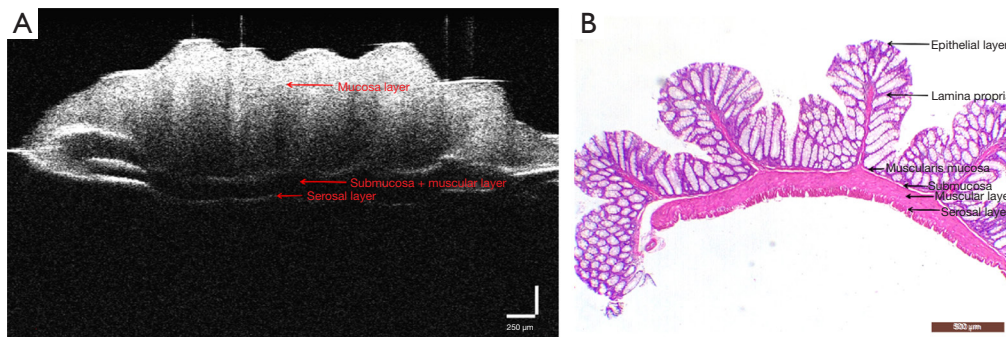 A
Mucosa layer
Submucosa + muscular layer
Serosal layer
250 µm
B
Epithelial layer
Lamina propri
Muscularis mucosa
Submucosa
Muscular laye
Serosal laye
500 µm